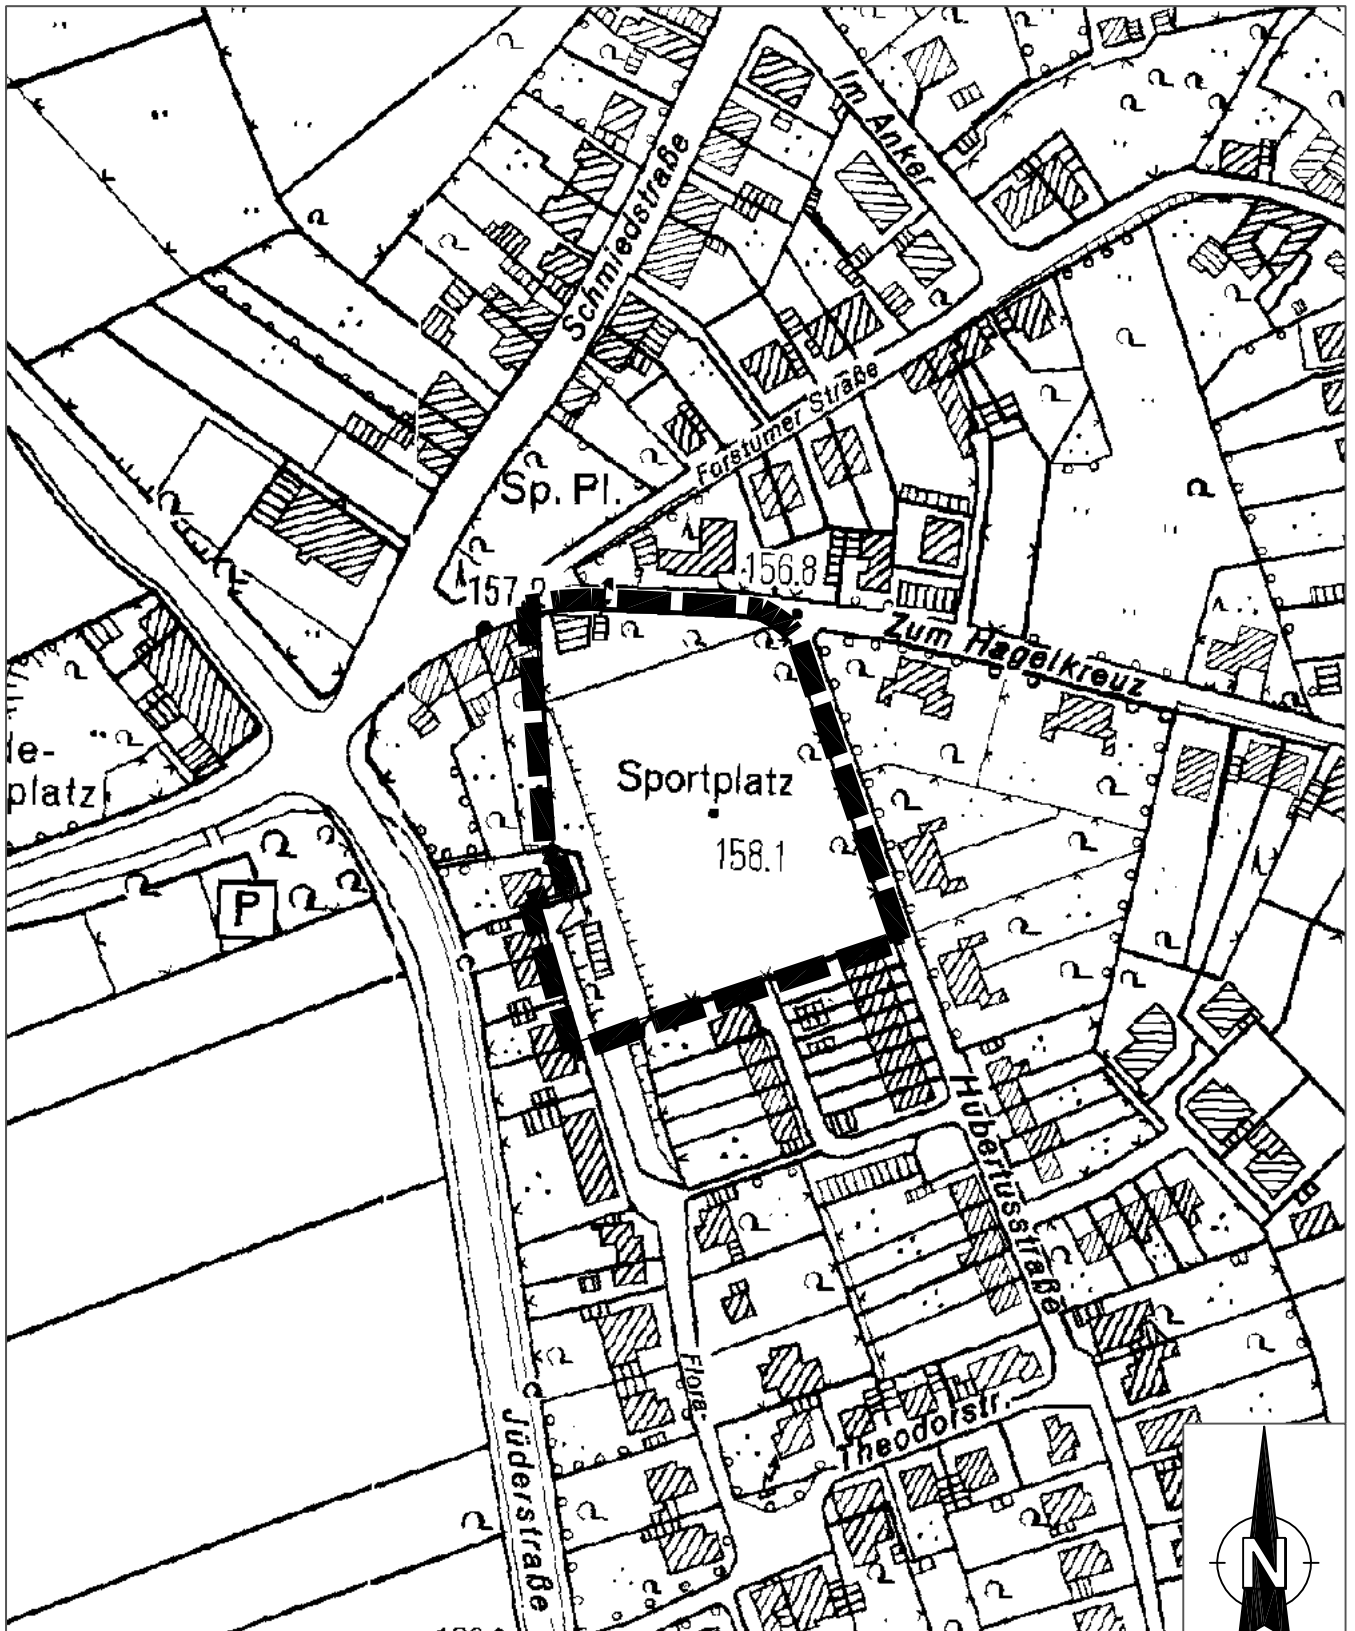 Im Anker
Schmiedstraße
Forstumer Straße
Sp. Pl.
156.8
157.2
Zum Hagelkreuz
de-
platz
Sportplatz
158.1
P
Hubertusstraße
Flora-
Theodorstr.
Jüderstraße
N